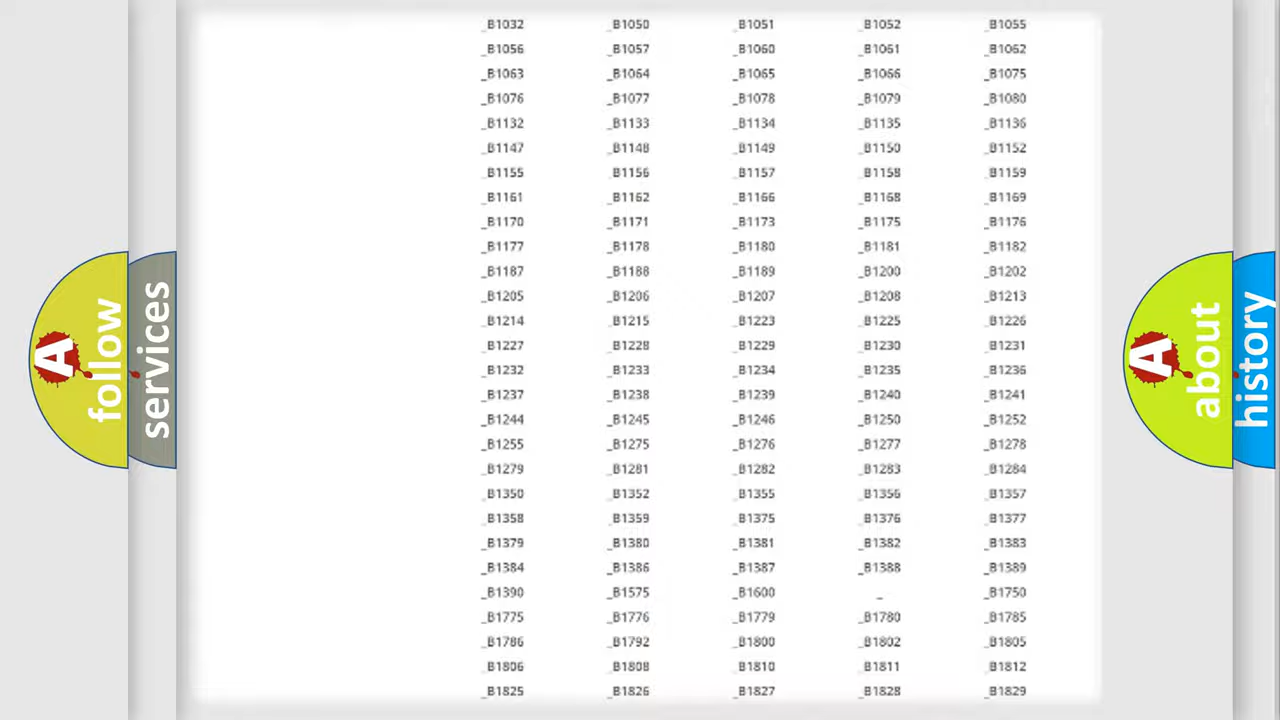 _B1032 _B1050 _B1051 _B1052 _B1055
_B1056 _B1057 _B1060 _B1061 _B1062
_B1063 _B1064 _B1065 _B1066 _B1075
_B1076 _B1077 _B1078 _B1079 _B1080
_B1132 _B1133 _B1134 _B1135 _B1136
_B1147 _B1148 _B1149 _B1150 _B1152
_B1155 _B1156 _B1157 _B1158 _B1159
_B1161 _B1162 _B1166 _B1168 _B1169
_B1170 _B1171 _B1173 _B1175 _B1176
_B1177 _B1178 _B1180 _B1181 _B1182
_B1187 _B1188 _B1189 _B1200 _B1202
_B1205 _B1206 _B1207 _B1208 _B1213
_B1214 _B1215 _B1223 _B1225 _B1226
_B1227 _B1228 _B1229 _B1230 _B1231
_B1232 _B1233 _B1234 _B1235 _B1236
_B1237 _B1238 _B1239 _B1240 _B1241
_B1244 _B1245 _B1246 _B1250 _B1252
_B1255 _B1275 _B1276 _B1277 _B1278
_B1279 _B1281 _B1282 _B1283 _B1284
_B1350 _B1352 _B1355 _B1356 _B1357
_B1358 _B1359 _B1375 _B1376 _B1377
_B1379 _B1380 _B1381 _B1382 _B1383
_B1384 _B1386 _B1387 _B1388 _B1389
_B1390 _B1575 _B1600 _ _B1750
_B1775 _B1776 _B1779 _B1780 _B1785
_B1786 _B1792 _B1800 _B1802 _B1805
_B1806 _B1808 _B1810 _B1811 _B1812
_B1825 _B1826 _B1827 _B1828 _B1829
A
follow
services
A
about
history